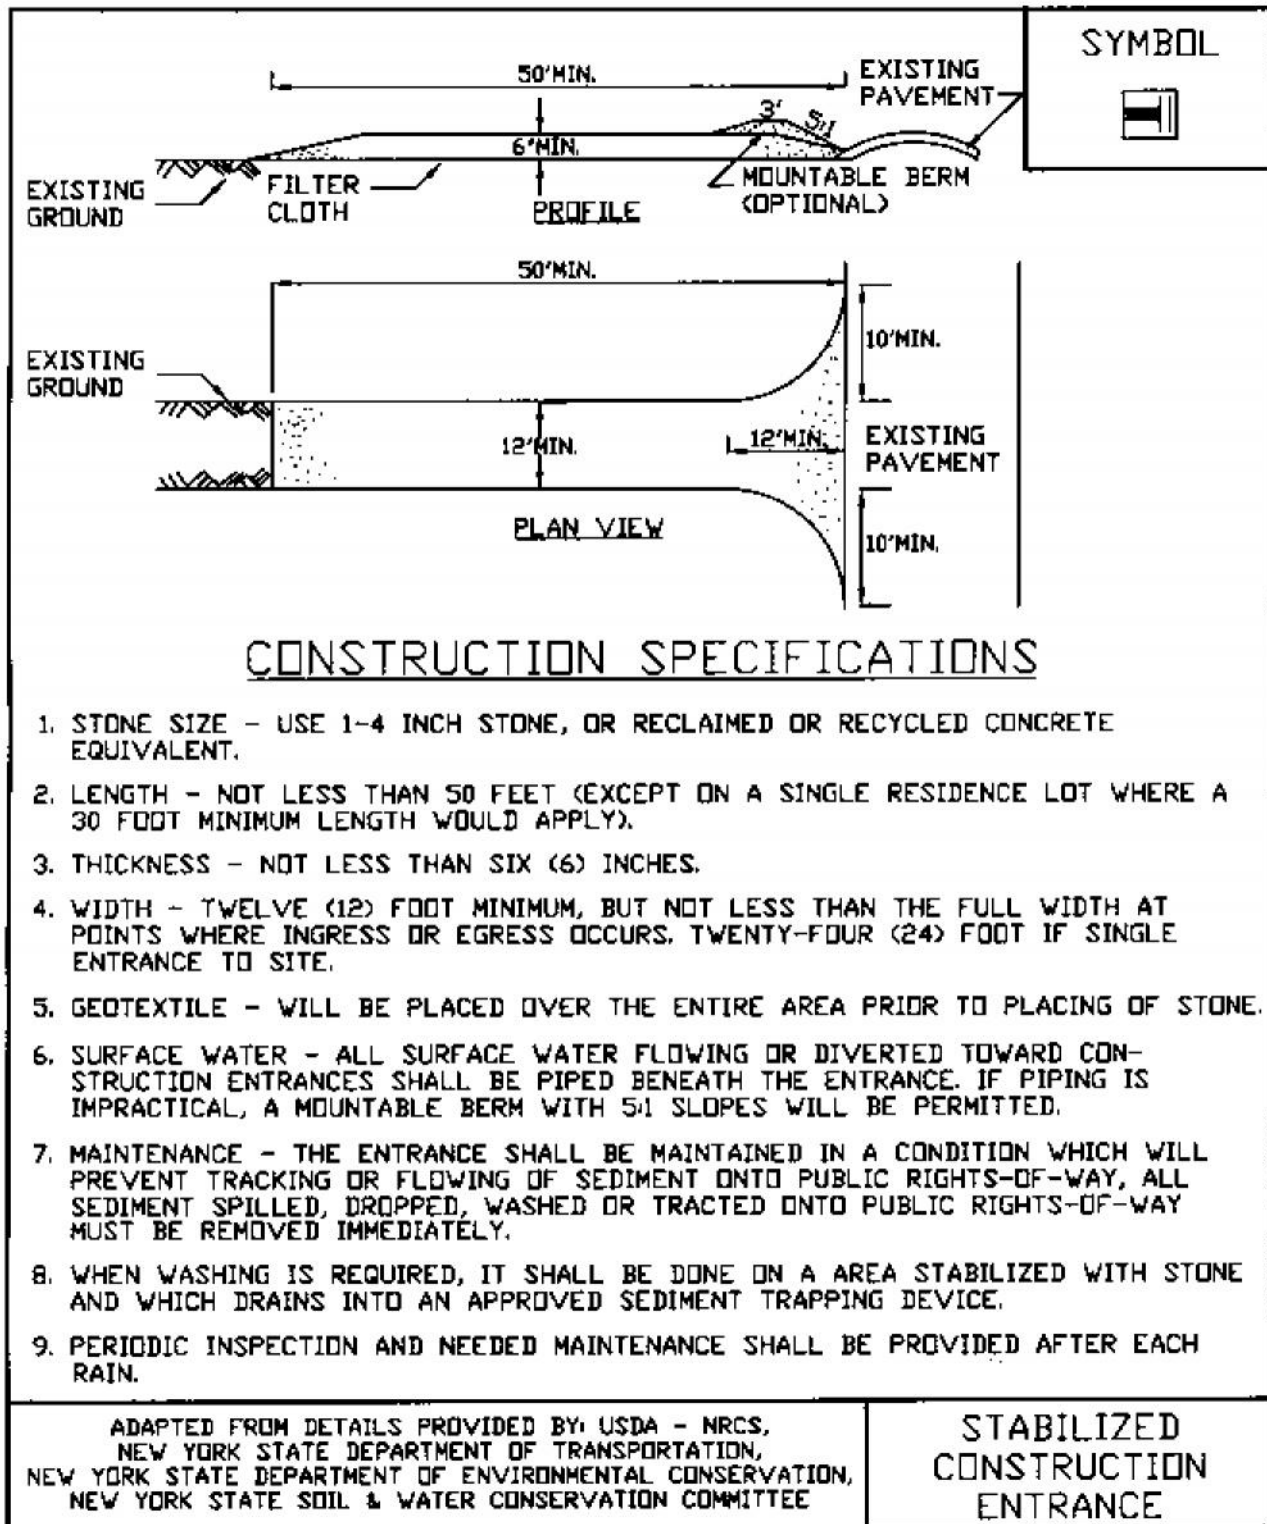 SYMBOL
50'MIN.
EXISTING
PAVEMENT
3'
5:1
6'MIN.
EXISTING
GROUND
FILTER
CLOTH
PROFILE
MOUNTABLE BERM
(OPTIONAL)
50'MIN.
10'MIN.
EXISTING
GROUND
12'MIN.
12'MIN.
EXISTING
PAVEMENT
PLAN VIEW
10'MIN.
CONSTRUCTION SPECIFICATIONS
1. STONE SIZE - USE 1-4 INCH STONE, OR RECLAIMED OR RECYCLED CONCRETE
EQUIVALENT.
2. LENGTH - NOT LESS THAN 50 FEET (EXCEPT ON A SINGLE RESIDENCE LOT WHERE A
30 FOOT MINIMUM LENGTH WOULD APPLY).
3. THICKNESS - NOT LESS THAN SIX (6) INCHES.
4. WIDTH - TWELVE (12) FOOT MINIMUM, BUT NOT LESS THAN THE FULL WIDTH AT
POINTS WHERE INGRESS OR EGRESS OCCURS. TWENTY-FOUR (24) FOOT IF SINGLE
ENTRANCE TO SITE.
5. GEOTEXTILE - WILL BE PLACED OVER THE ENTIRE AREA PRIOR TO PLACING OF STONE.
6. SURFACE WATER - ALL SURFACE WATER FLOWING OR DIVERTED TOWARD CON-
STRUCTION ENTRANCES SHALL BE PIPED BENEATH THE ENTRANCE. IF PIPING IS
IMPRACTICAL, A MOUNTABLE BERM WITH 5:1 SLOPES WILL BE PERMITTED.
7. MAINTENANCE - THE ENTRANCE SHALL BE MAINTAINED IN A CONDITION WHICH WILL
PREVENT TRACKING OR FLOWING OF SEDIMENT ONTO PUBLIC RIGHTS-OF-WAY, ALL
SEDIMENT SPILLED, DROPPED, WASHED OR TRACTED ONTO PUBLIC RIGHTS-OF-WAY
MUST BE REMOVED IMMEDIATELY.
8. WHEN WASHING IS REQUIRED, IT SHALL BE DONE ON A AREA STABILIZED WITH STONE
AND WHICH DRAINS INTO AN APPROVED SEDIMENT TRAPPING DEVICE.
9. PERIODIC INSPECTION AND NEEDED MAINTENANCE SHALL BE PROVIDED AFTER EACH
RAIN.
ADAPTED FROM DETAILS PROVIDED BY: USDA - NRCS,
NEW YORK STATE DEPARTMENT OF TRANSPORTATION,
NEW YORK STATE DEPARTMENT OF ENVIRONMENTAL CONSERVATION,
NEW YORK STATE SOIL & WATER CONSERVATION COMMITTEE
STABILIZED
CONSTRUCTION
ENTRANCE